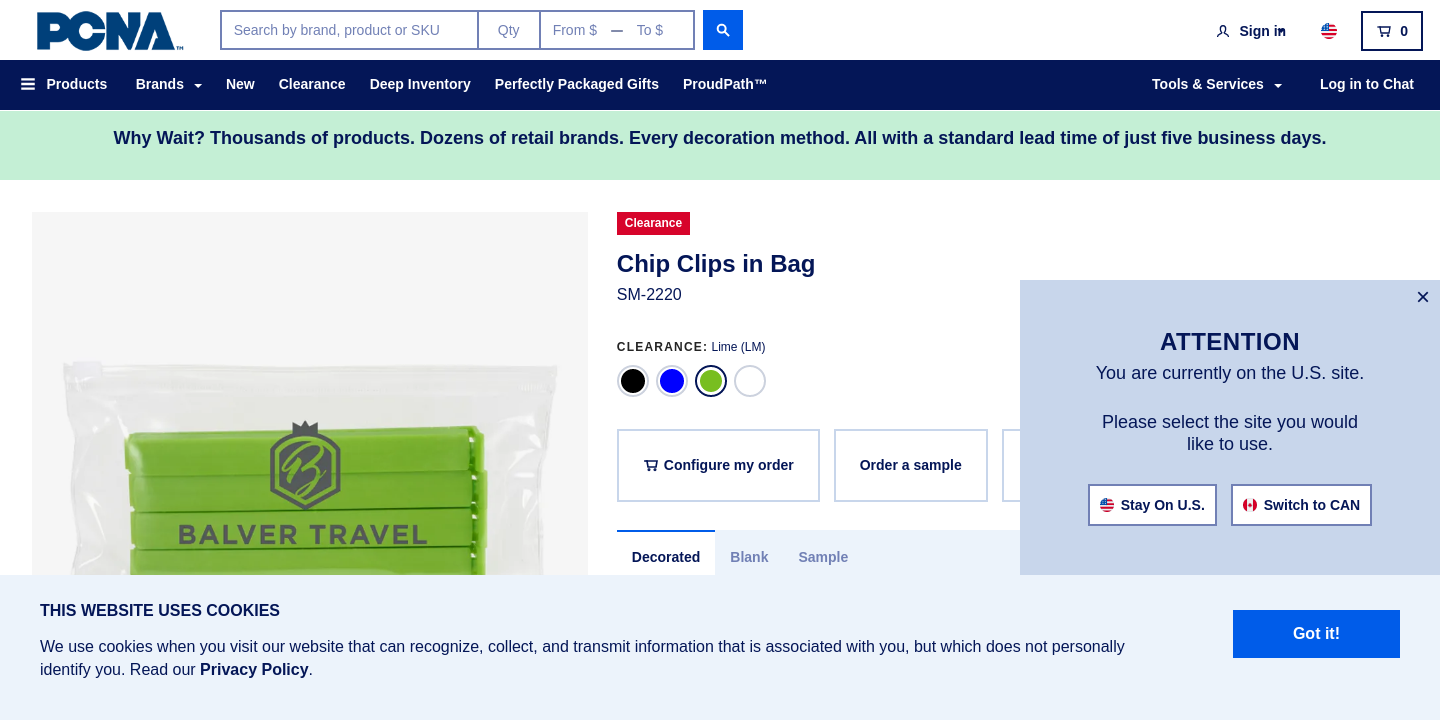 PCNA™
Search by brand, product or SKU
Qty
From $
To $
Sign in
0
Products
Brands
New
Clearance
Deep Inventory
Perfectly Packaged Gifts
ProudPath™
Tools & Services
Log in to Chat
Why Wait? Thousands of products. Dozens of retail brands. Every decoration method. All with a standard lead time of just five business days.
Clearance
Chip Clips in Bag
SM-2220
CLEARANCE: Lime (LM)
Configure my order
Order a sample
BALVER TRAVEL
Decorated
Blank
Sample
ATTENTION
You are currently on the U.S. site.
Please select the site you would
like to use.
Stay On U.S.
Switch to CAN
THIS WEBSITE USES COOKIES
We use cookies when you visit our website that can recognize, collect, and transmit information that is associated with you, but which does not personally
identify you. Read our Privacy Policy.
Got it!